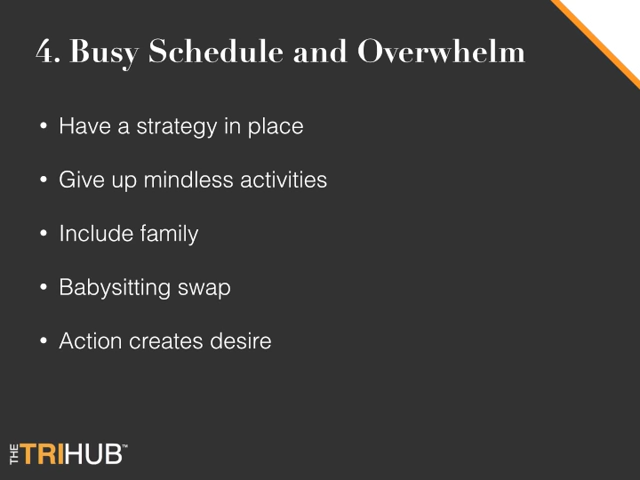 4. Busy Schedule and Overwhelm
• Have a strategy in place
• Give up mindless activities
• Include family
• Babysitting swap
• Action creates desire
THE TRIHUB™